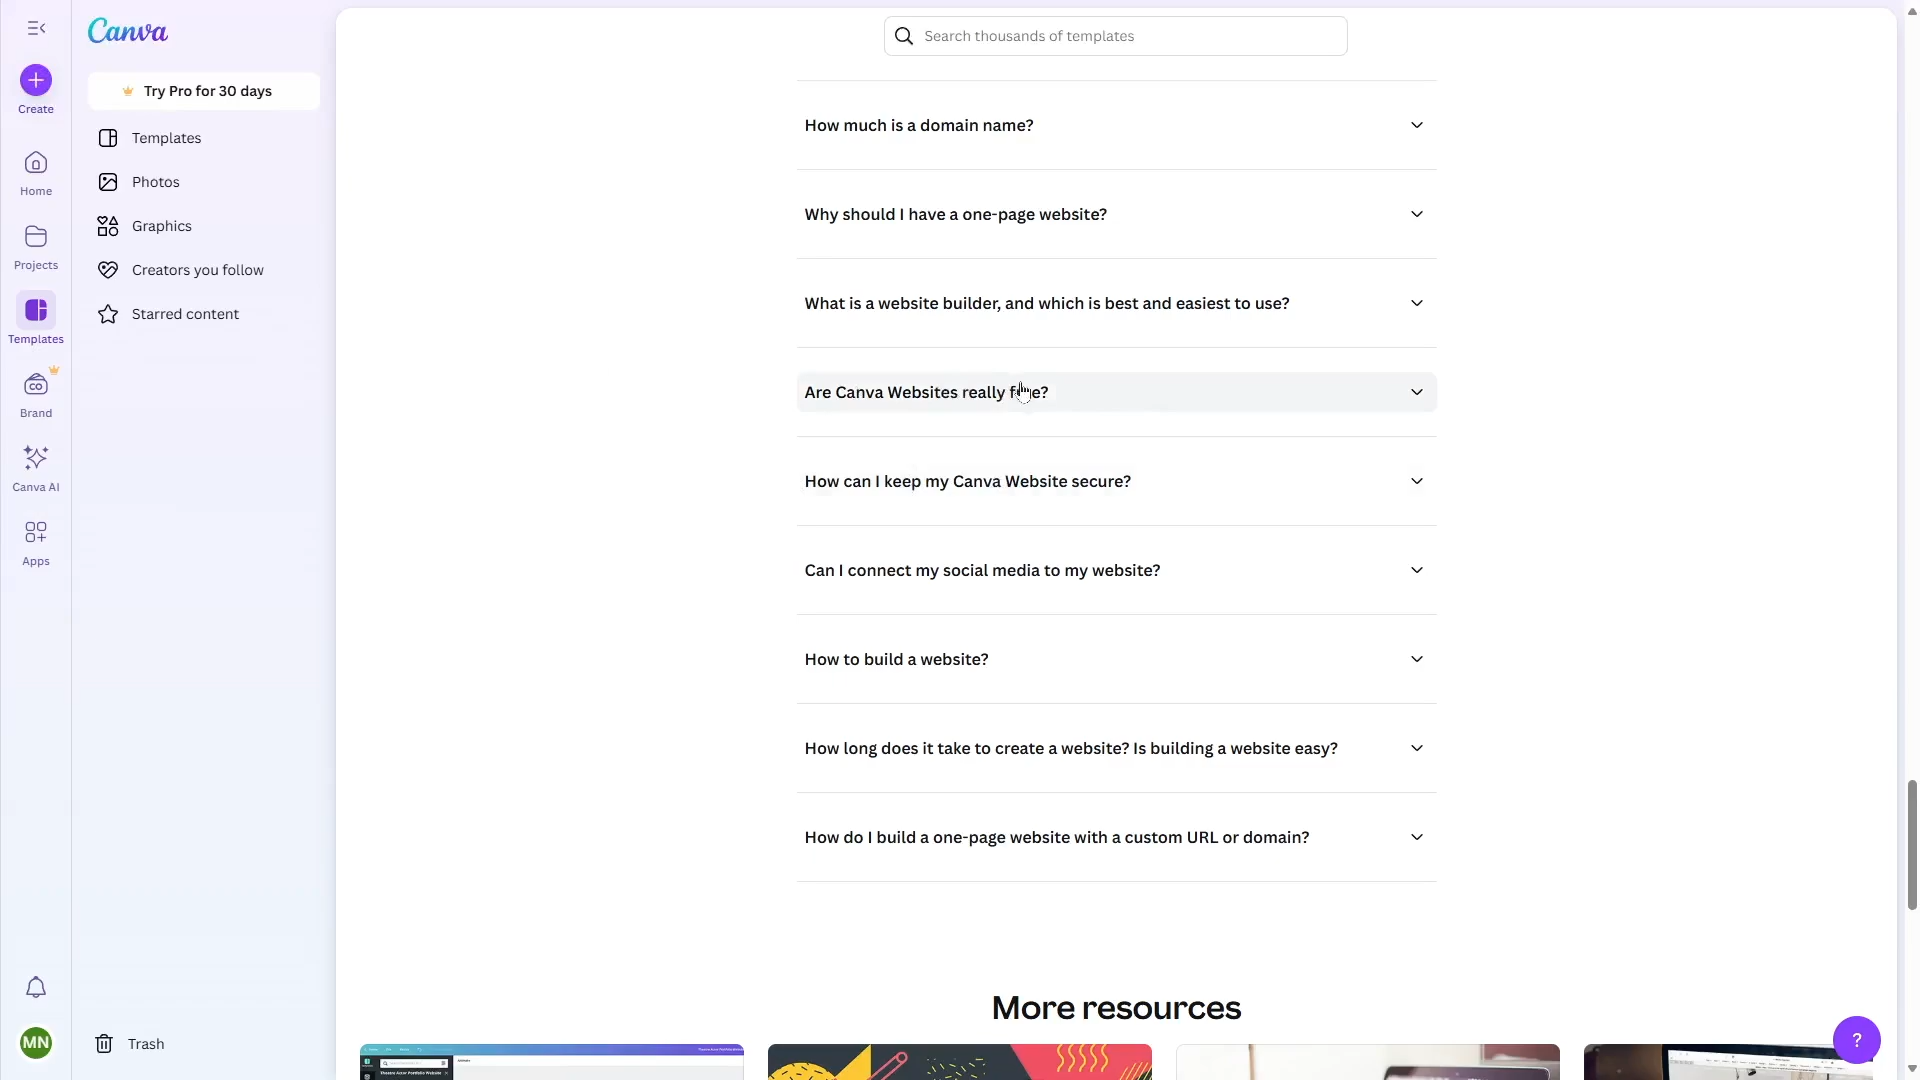 Canva
Search thousands of templates
Create
Try Pro for 30 days
Templates
Photos
Graphics
Creators you follow
Starred content
Home
Projects
Templates
Brand
Canva AI
Apps
MN
Trash
How much is a domain name?
Why should I have a one-page website?
What is a website builder, and which is best and easiest to use?
Are Canva Websites really
How can I keep my Canva Website secure?
Can I connect my social media to my website?
How to build a website?
How long does it take to create a website? Is building a website easy?
How do I build a one-page website with a custom URL or domain?
More resources
?